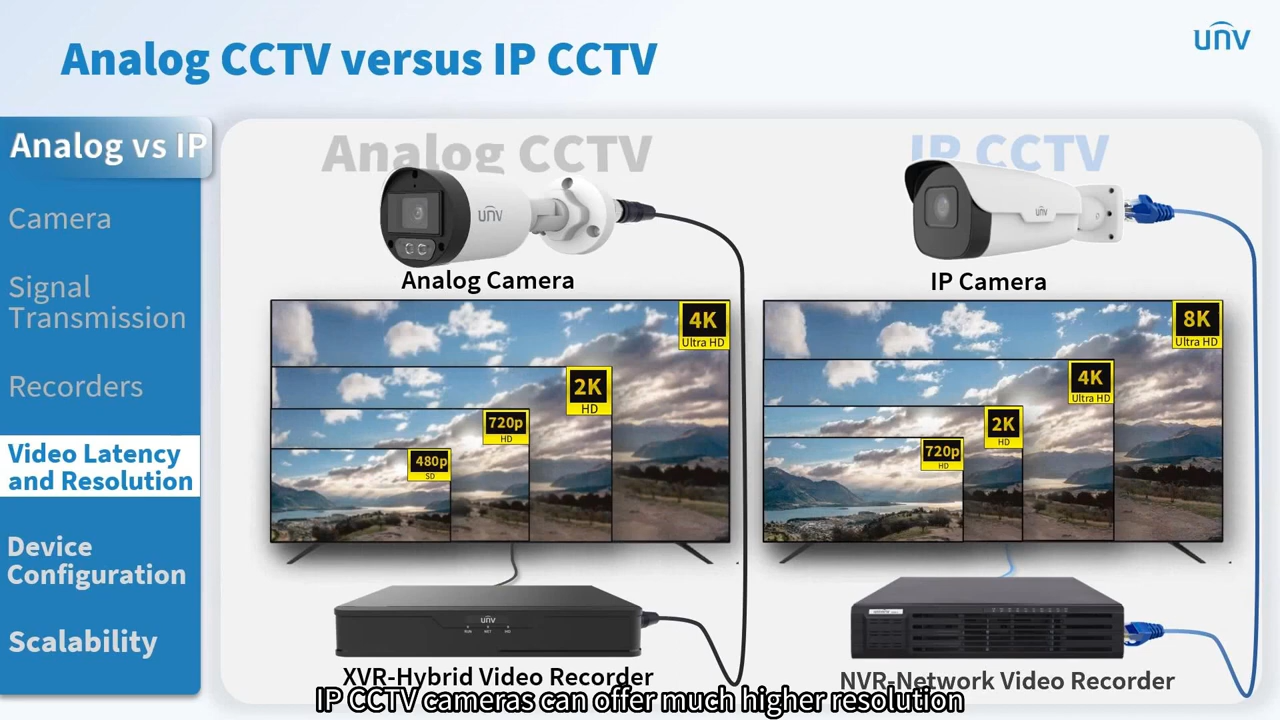 Analog CCTV versus IP CCTV
unv
Analog vs IP
Camera
Signal
Transmission
Recorders
Video Latency
and Resolution
Device
Configuration
Scalability
Analog CCTV
unv
Analog Camera
4K
Ultra HD
2K
HD
720p
HD
480p
SD
unv
RUN NET HD
XVR-Hybrid Video Recorder
IP CCTV
unv
IP Camera
8K
Ultra HD
4K
Ultra HD
2K
HD
720p
HD
NVR-Network Video Recorder
IP CCTV cameras can offer much higher resolution